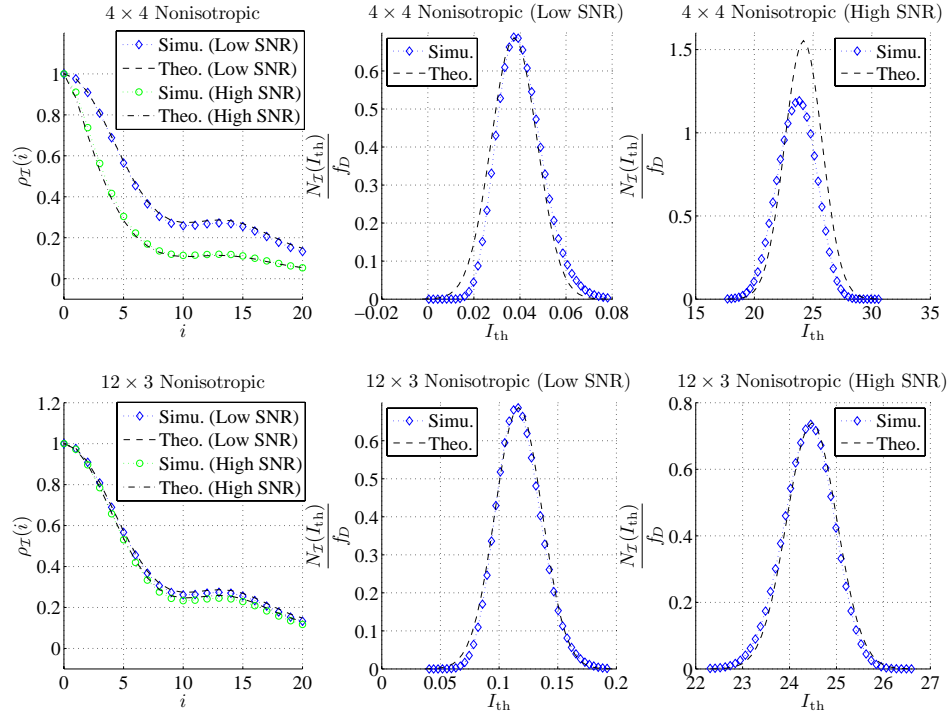 4 × 4 Nonisotropic
1
0.8
0.6
0.4
0.2
0
0
5
10
15
20
ρ_I(i)
i
Simu. (Low SNR)
Theo. (Low SNR)
Simu. (High SNR)
Theo. (High SNR)
4 × 4 Nonisotropic (Low SNR)
0.6
0.5
0.4
0.3
0.2
0.1
0
−0.02
0
0.02
0.04
0.06
0.08
N_I(I_th)
f_D
I_th
Simu.
Theo.
4 × 4 Nonisotropic (High SNR)
1.5
1
0.5
0
15
20
25
30
35
N_I(I_th)
f_D
I_th
Simu.
Theo.
12 × 3 Nonisotropic
1.2
1
0.8
0.6
0.4
0.2
0
0
5
10
15
20
ρ_I(i)
i
Simu. (Low SNR)
Theo. (Low SNR)
Simu. (High SNR)
Theo. (High SNR)
12 × 3 Nonisotropic (Low SNR)
0.6
0.5
0.4
0.3
0.2
0.1
0
0
0.05
0.1
0.15
0.2
N_I(I_th)
f_D
I_th
Simu.
Theo.
12 × 3 Nonisotropic (High SNR)
0.8
0.6
0.4
0.2
0
22
23
24
25
26
27
N_I(I_th)
f_D
I_th
Simu.
Theo.